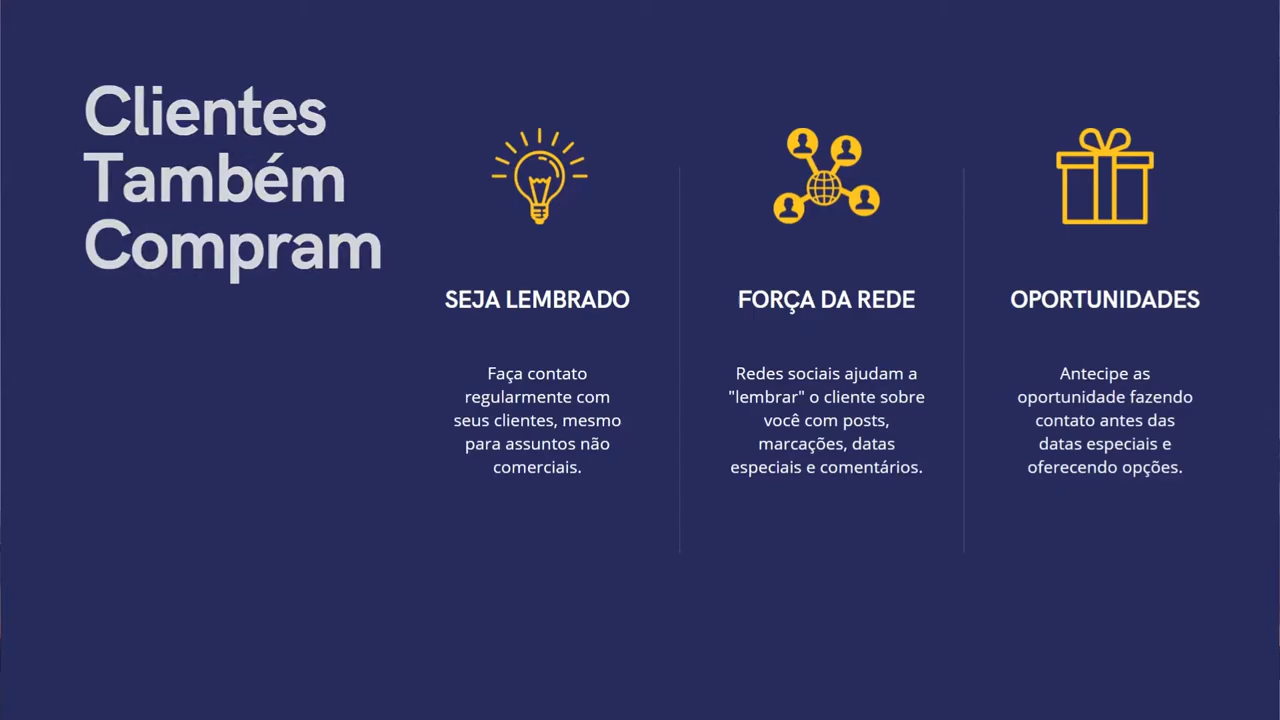 Clientes
Também
Compram
SEJA LEMBRADO
Faça contato
regularmente com
seus clientes, mesmo
para assuntos não
comerciais.
FORÇA DA REDE
Redes sociais ajudam a
"lembrar" o cliente sobre
você com posts,
marcações, datas
especiais e comentários.
OPORTUNIDADES
Antecipe as
oportunidade fazendo
contato antes das
datas especiais e
oferecendo opções.